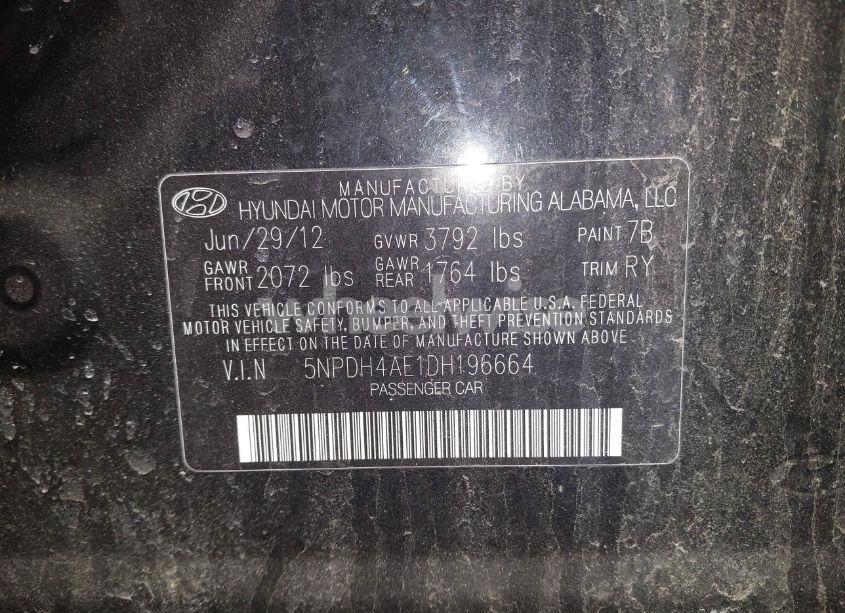 MANUFACTURED BY
HYUNDAI MOTOR MANUFACTURING ALABAMA, LLC
Jun/29/12 GVWR 3792 lbs PAINT 7B
GAWR FRONT 2072 lbs GAWR REAR 1764 lbs TRIM RY
THIS VEHICLE CONFORMS TO ALL APPLICABLE U.S.A. FEDERAL
MOTOR VEHICLE SAFETY, BUMPER, AND THEFT PREVENTION STANDARDS
IN EFFECT ON THE DATE OF MANUFACTURE SHOWN ABOVE
V.I.N 5NPDH4AE1DH196664
PASSENGER CAR